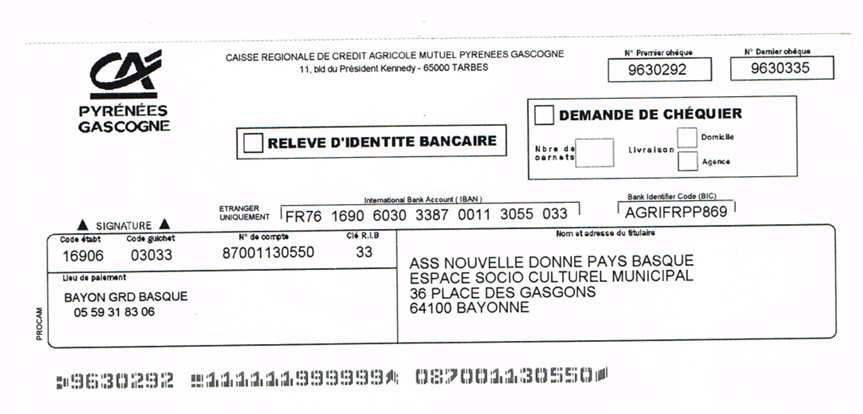 CA
PYRÉNÉES
GASCOGNE
CAISSE REGIONALE DE CREDIT AGRICOLE MUTUEL PYRENEES GASCOGNE
11, bld du Président Kennedy - 65000 TARBES
N° Premier chéque
9630292
N° Dernier chéque
9630335
RELEVE D'IDENTITE BANCAIRE
DEMANDE DE CHÉQUIER
Nbre de
carnets
Livraison
Domicile
Agence
ETRANGER
UNIQUEMENT
International Bank Account ( IBAN )
FR76 1690 6030 3387 0011 3055 033
Bank Identifier Code (BIC)
AGRIFRPP869
▲ SIGNATURE ▲
Code étabt Code guichet N° de compte Clé R.I.B
16906 03033 87001130550 33
Lieu de paiement
BAYON GRD BASQUE
05 59 31 83 06
Nom et adresse du titulaire
ASS NOUVELLE DONNE PAYS BASQUE
ESPACE SOCIO CULTUREL MUNICIPAL
36 PLACE DES GASGONS
64100 BAYONNE
PROCAM
⑈9630292 ⑈111111999999⑆ 087001130550⑈